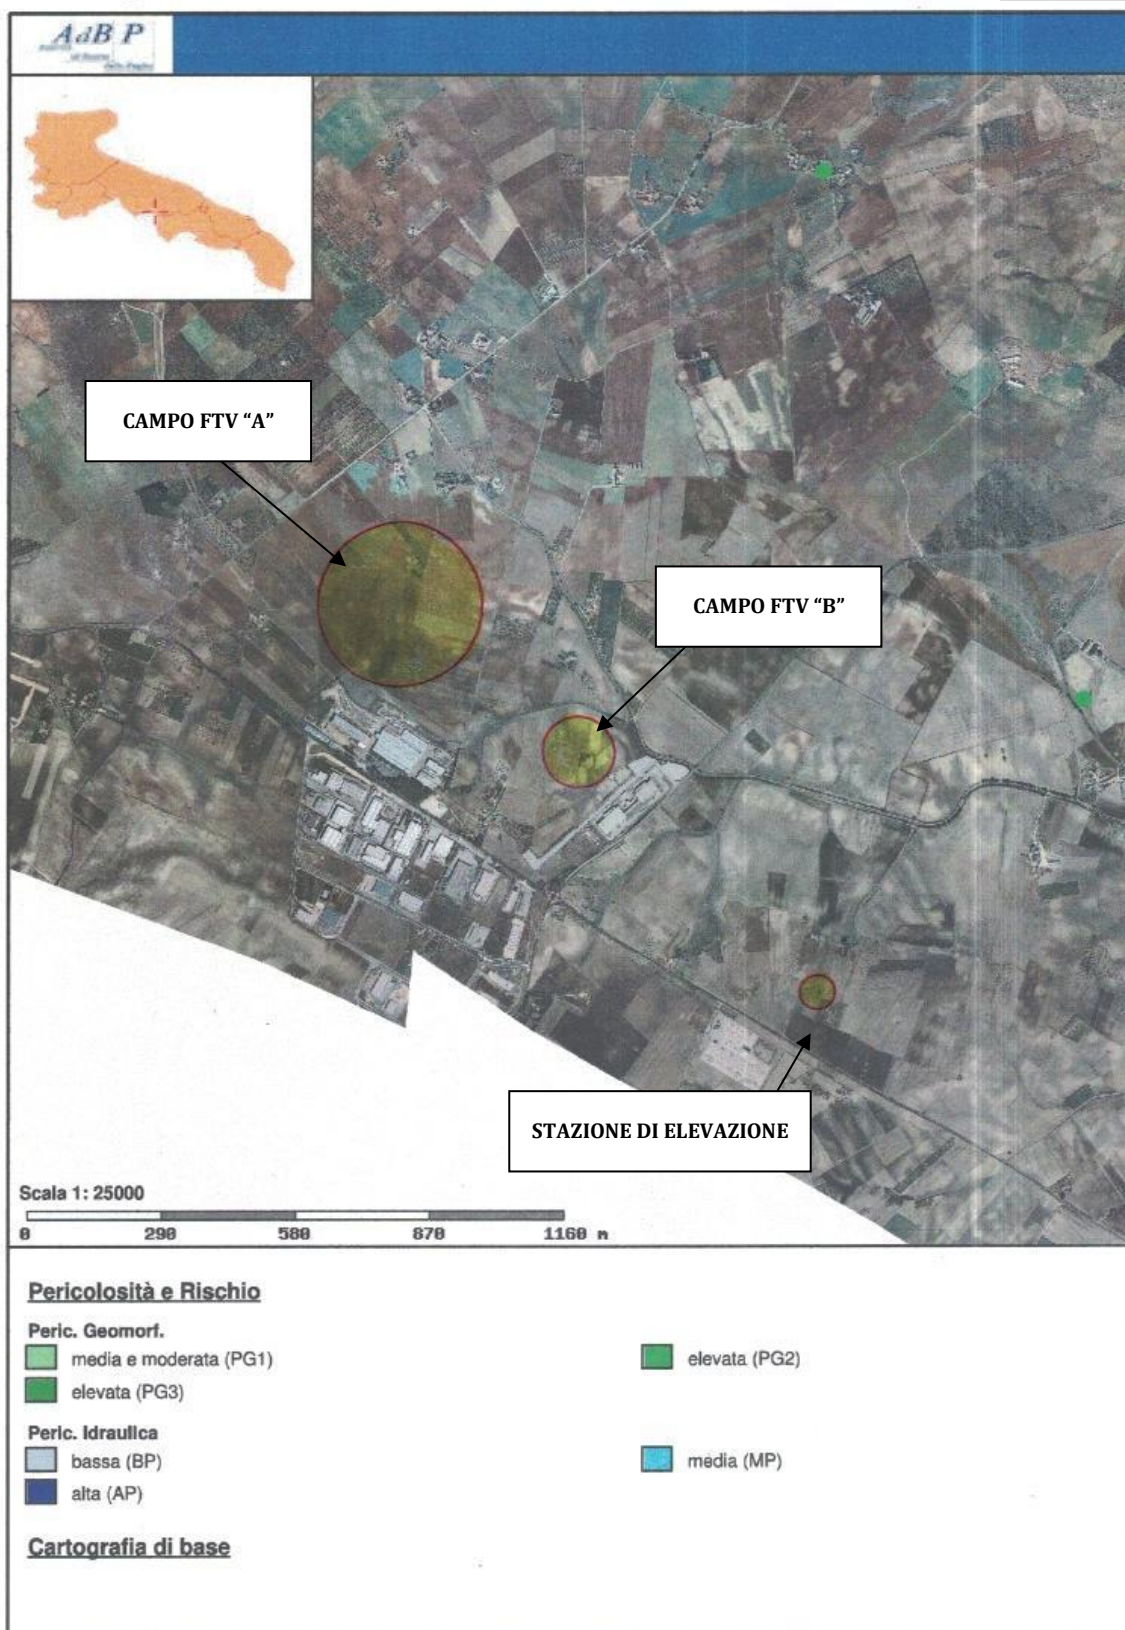 AdB P
CAMPO FTV “A”
CAMPO FTV “B”
STAZIONE DI ELEVAZIONE
Scala 1: 25000
0 290 580 870 1160 m
Pericolosità e Rischio
Peric. Geomorf.
media e moderata (PG1)
elevata (PG2)
elevata (PG3)
Peric. Idraulica
bassa (BP)
media (MP)
alta (AP)
Cartografia di base